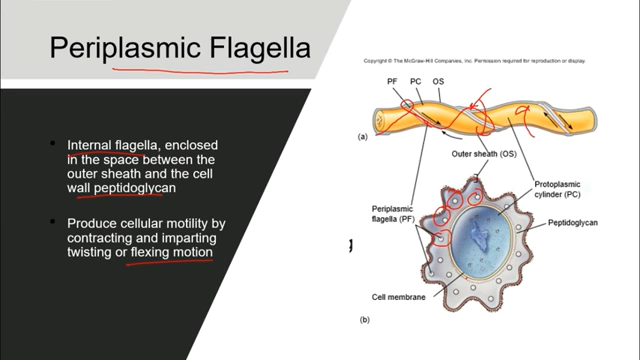 Periplasmic Flagella
Copyright © The McGraw-Hill Companies, Inc. Permission required for reproduction or display.
PF PC OS
(a)
Outer sheath (OS)
Periplasmic
flagella (PF)
Protoplasmic
cylinder (PC)
Peptidoglycan
Cell membrane
(b)
• Internal flagella, enclosed
in the space between the
outer sheath and the cell
wall peptidoglycan
• Produce cellular motility by
contracting and imparting
twisting or flexing motion
g